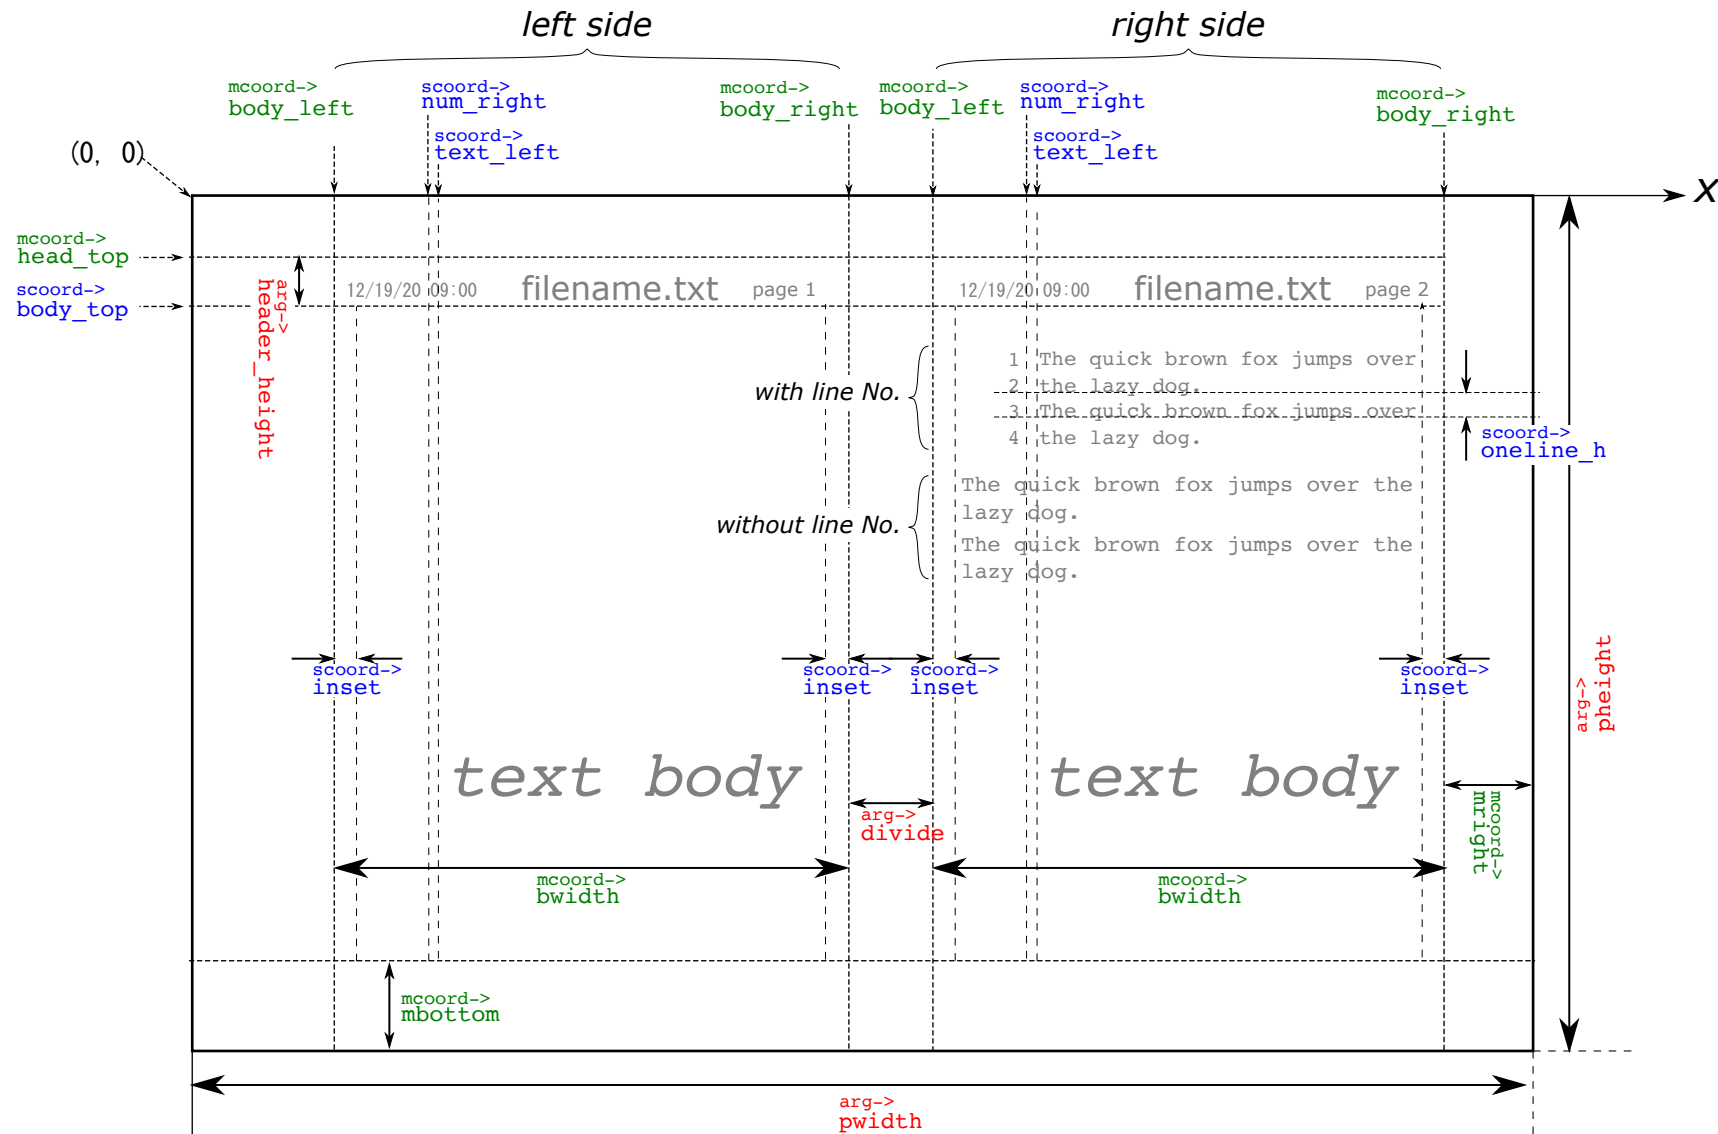 left side
right side
mcoord->
body_left
scoord->
num_right
scoord->
text_left
mcoord->
body_right
mcoord->
body_left
scoord->
num_right
scoord->
text_left
mcoord->
body_right
(0, 0)
X
mcoord->
head_top
scoord->
body_top
arg->
header_height
12/19/20 09:00 filename.txt page 1
12/19/20 09:00 filename.txt page 2
with line No.
1 The quick brown fox jumps over
2 the lazy dog.
3 The quick brown fox jumps over
4 the lazy dog.
scoord->
oneline_h
without line No.
The quick brown fox jumps over the
lazy dog.
The quick brown fox jumps over the
lazy dog.
scoord->
inset
scoord->
inset
scoord->
inset
scoord->
inset
arg->
pheight
text body
text body
arg->
divide
mcoord->
mright
mcoord->
bwidth
mcoord->
bwidth
mcoord->
mbottom
arg->
pwidth